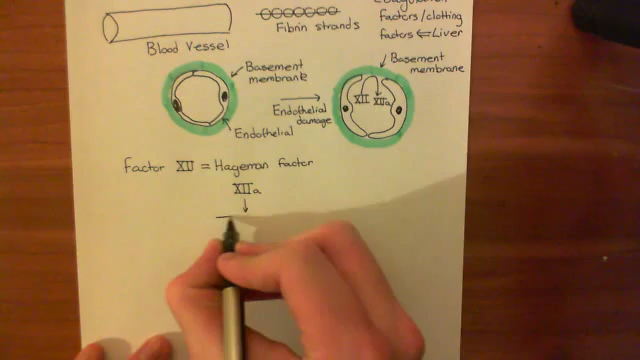 Coagulation
factors/clotting
factors ⇐ Liver
Blood Vessel
Fibrin strands
Basement
membrane
Endothelial
Endothelial
damage
XII XIIa
Basement
membrane
Factor XII = Hageman factor
XIIa